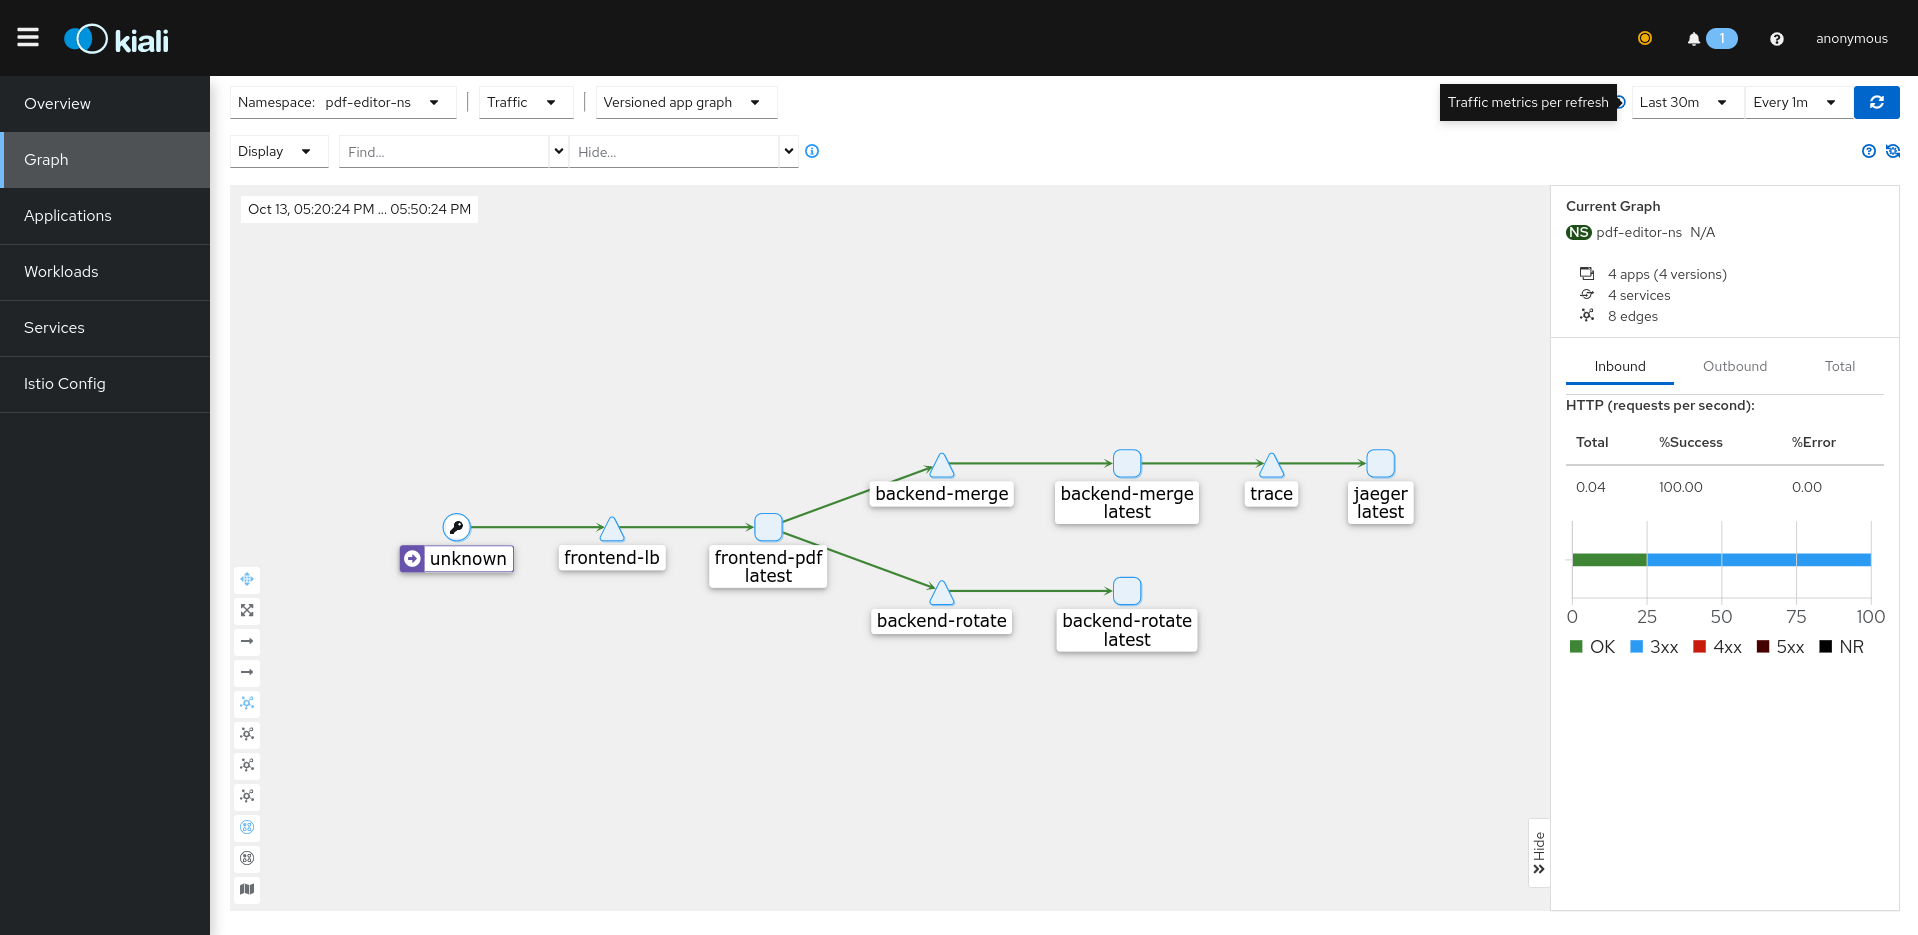 kiali
1
anonymous
Overview
Graph
Applications
Workloads
Services
Istio Config
Namespace: pdf-editor-ns
Traffic
Versioned app graph
Traffic metrics per refresh
Last 30m
Every 1m
Display
Find...
Hide...
Oct 13, 05:20:24 PM ... 05:50:24 PM
unknown
frontend-lb
frontend-pdf
latest
backend-merge
backend-merge
latest
trace
jaeger
latest
backend-rotate
backend-rotate
latest
Hide
Current Graph
NS pdf-editor-ns N/A
4 apps (4 versions)
4 services
8 edges
Inbound Outbound Total
HTTP (requests per second):
Total %Success %Error
0.04 100.00 0.00
0 25 50 75 100
OK 3xx 4xx 5xx NR